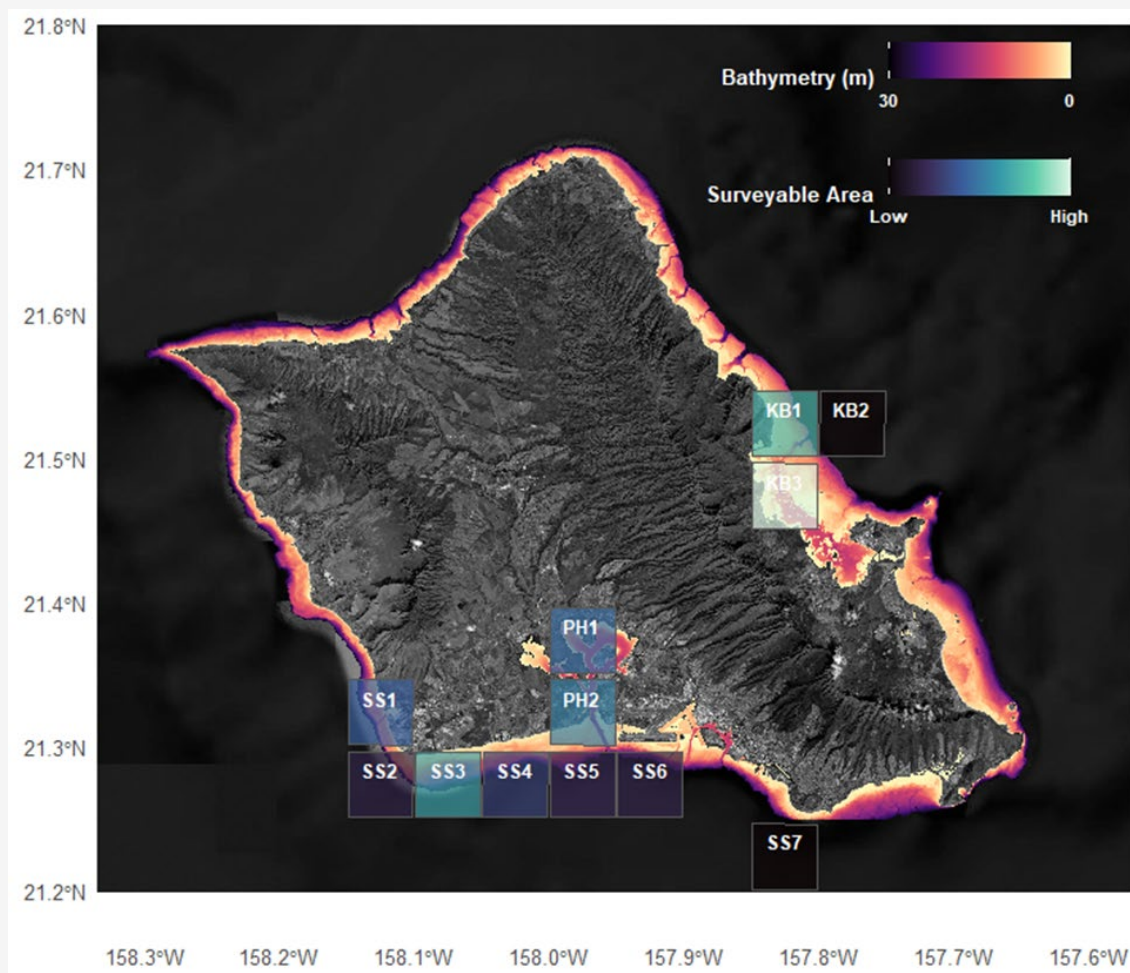 21.8°N
21.7°N
21.6°N
21.5°N
21.4°N
21.3°N
21.2°N
Bathymetry (m)
30 0
Surveyable Area
Low High
KB1 KB2
KB3
PH1
SS1 PH2
SS2 SS3 SS4 SS5 SS6
SS7
158.3°W 158.2°W 158.1°W 158.0°W 157.9°W 157.8°W 157.7°W 157.6°W